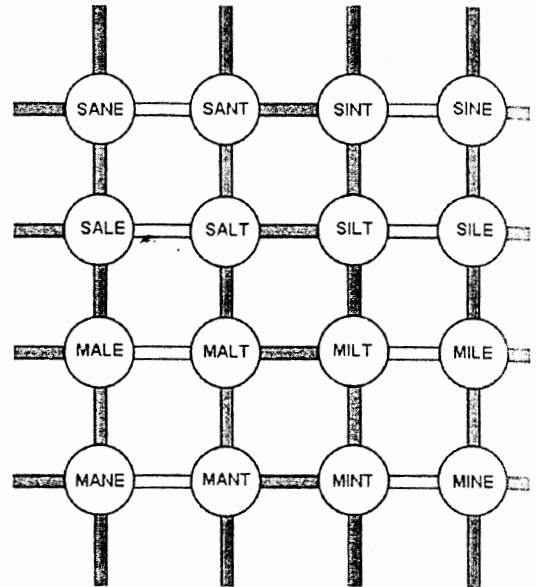 SANE SANT SINT SINE
SALE SALT SILT SILE
MALE MALT MILT MILE
MANE MANT MINT MINE